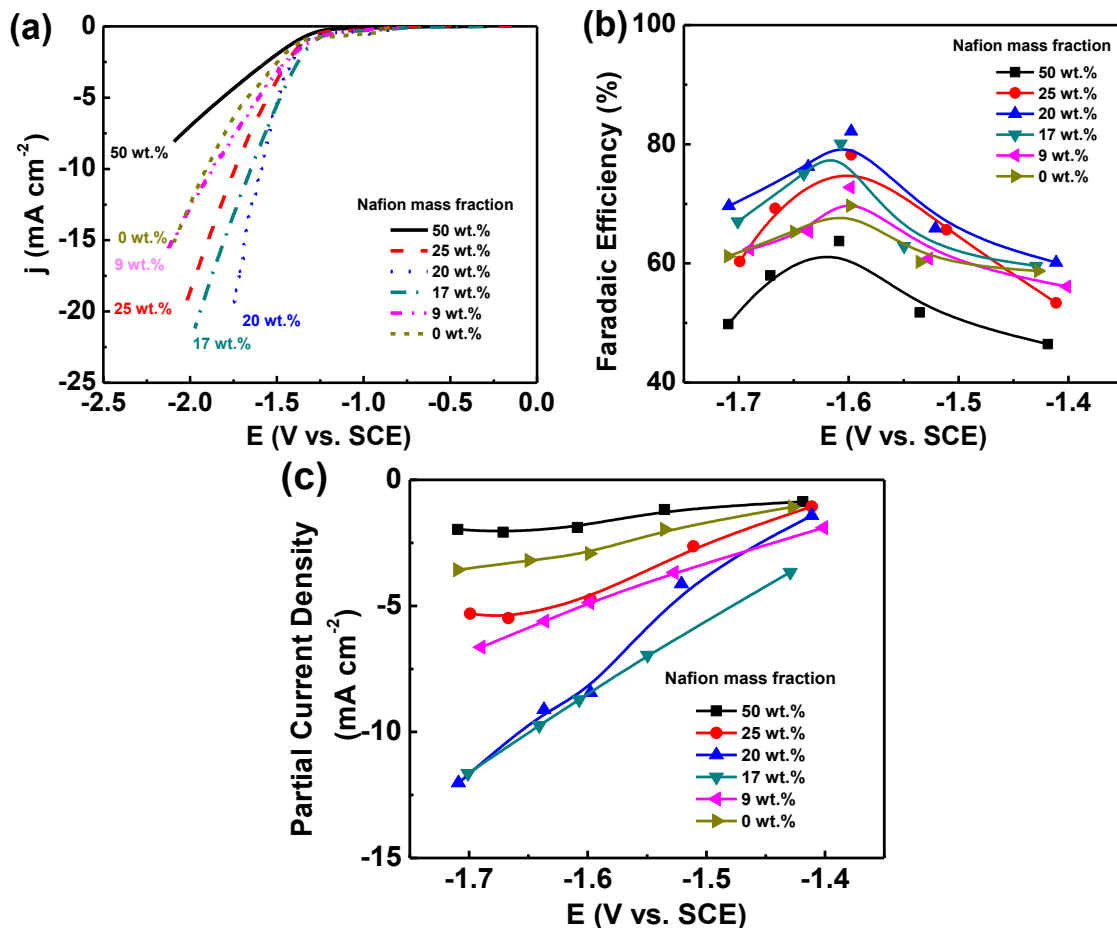 (a)
0
-5
-10
-15
-20
-25
j (mA cm-2)
50 wt.%
0 wt.%
9 wt.%
25 wt.%
17 wt.%
20 wt.%
Nafion mass fraction
50 wt.%
25 wt.%
20 wt.%
17 wt.%
9 wt.%
0 wt.%
-2.5 -2.0 -1.5 -1.0 -0.5 0.0
E (V vs. SCE)
(b)
100
80
60
40
Faradaic Efficiency (%)
Nafion mass fraction
50 wt.%
25 wt.%
20 wt.%
17 wt.%
9 wt.%
0 wt.%
-1.7 -1.6 -1.5 -1.4
E (V vs. SCE)
(c)
0
-5
-10
-15
Partial Current Density
(mA cm-2)
Nafion mass fraction
50 wt.%
25 wt.%
20 wt.%
17 wt.%
9 wt.%
0 wt.%
-1.7 -1.6 -1.5 -1.4
E (V vs. SCE)